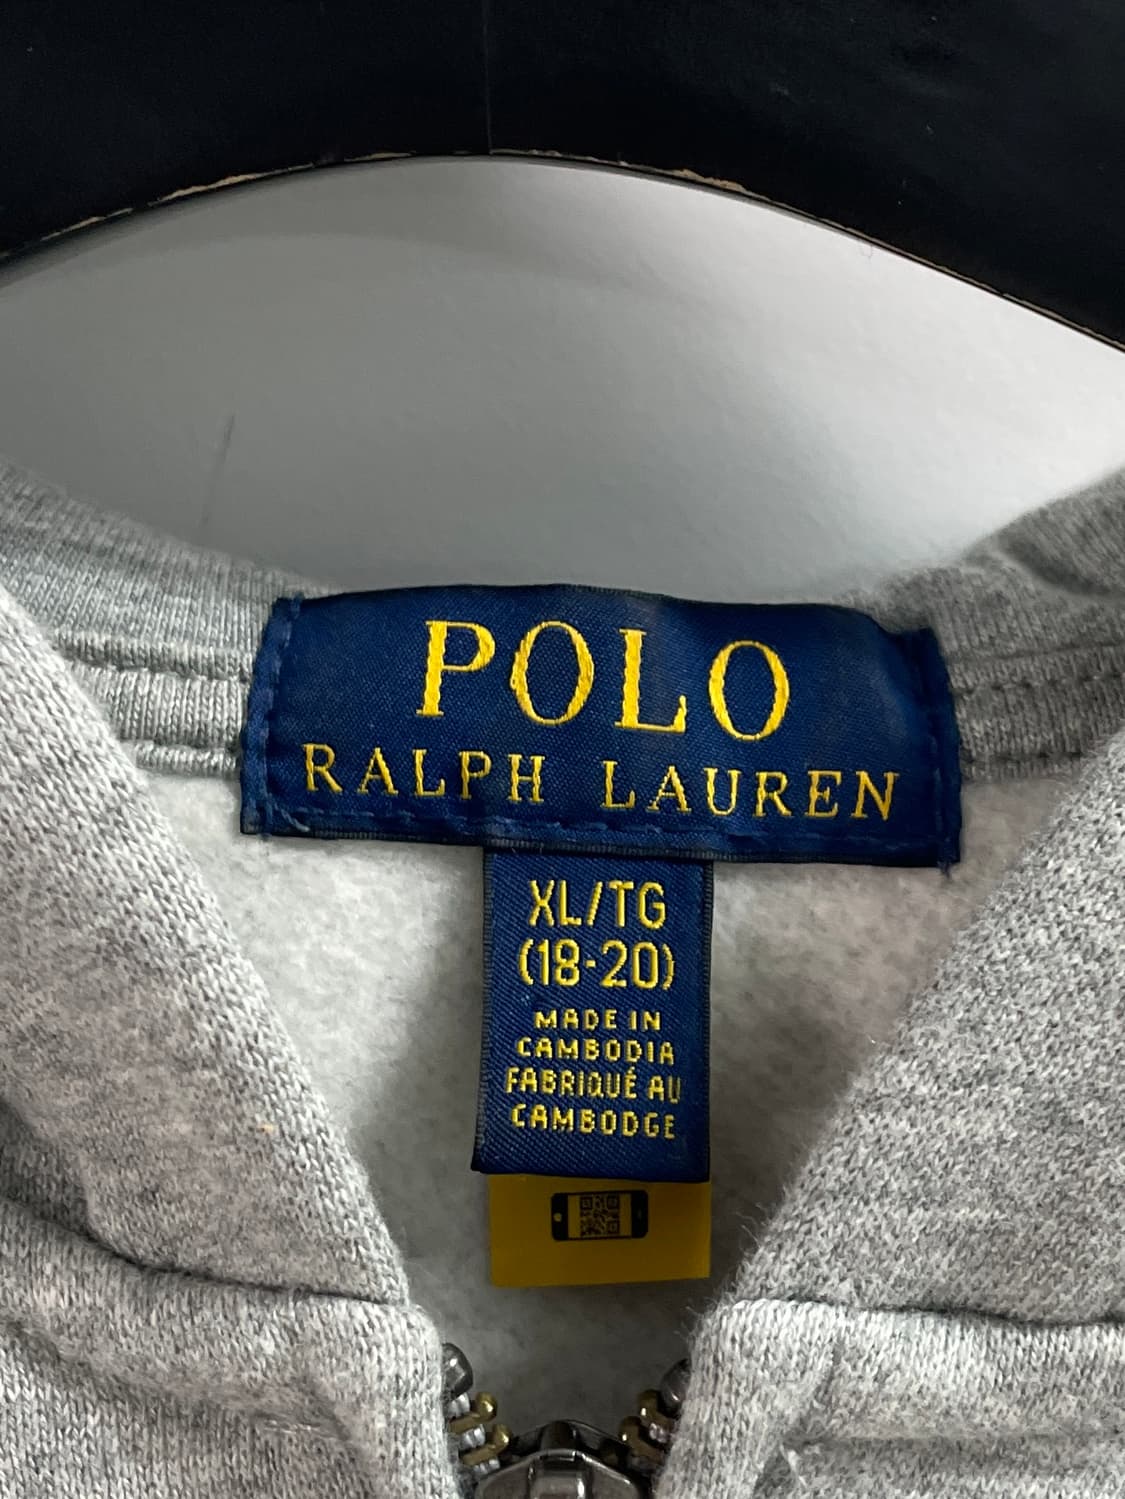 POLO
RALPH LAUREN
XL/TG
(18-20)
MADE IN
CAMBODIA
FABRIQUÉ AU
CAMBODGE